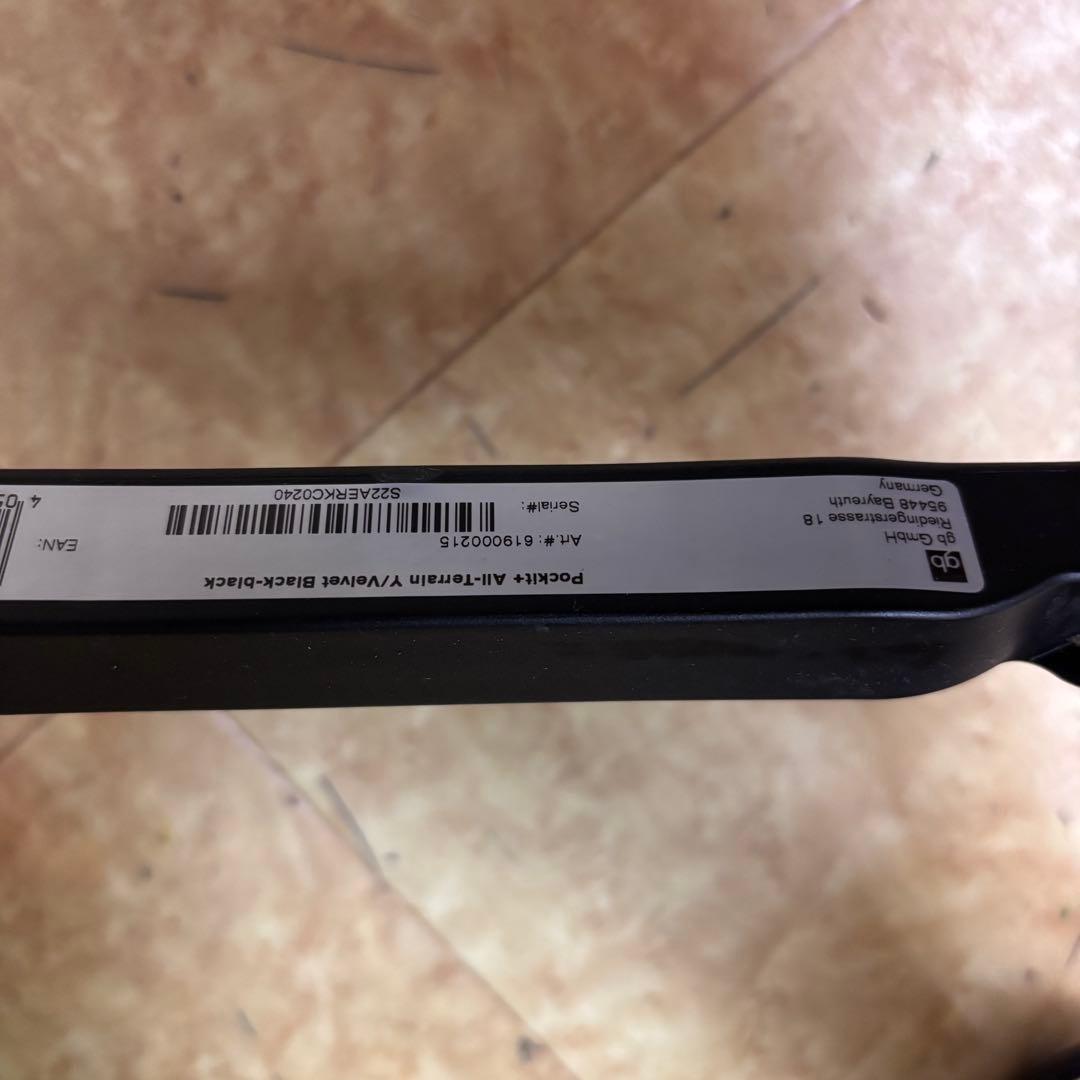 gb
gb GmbH
Riedingerstrasse 18
95448 Bayreuth
Germany
Pockit+ All-Terrain Y/Velvet Black-black
Art.#: 619000215
Serial#:
S22AERKC0240
EAN:
4